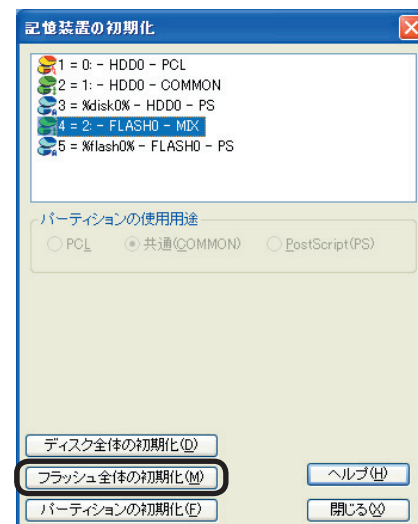 記憶装置の初期化
1 = 0: - HDD0 - PCL
2 = 1: - HDD0 - COMMON
3 = %disk0% - HDD0 - PS
4 = 2: - FLASH0 - MIX
5 = %flash0% - FLASH0 - PS
パーティションの使用用途
PCL 共通(COMMON) PostScript(PS)
ディスク全体の初期化(D)
フラッシュ全体の初期化(M) ヘルプ(H)
パーティションの初期化(F) 閉じる(X)